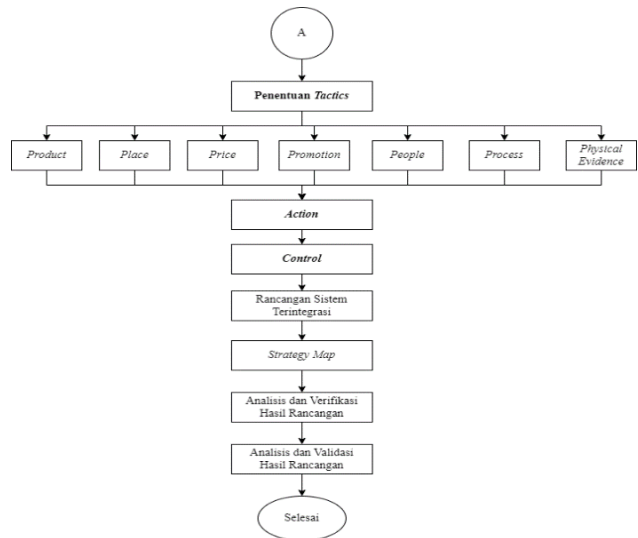 A
Penentuan Tactics
Product
Place
Price
Promotion
People
Process
Physical
Evidence
Action
Control
Rancangan Sistem
Terintegrasi
Strategy Map
Analisis dan Verifikasi
Hasil Rancangan
Analisis dan Validasi
Hasil Rancangan
Selesai